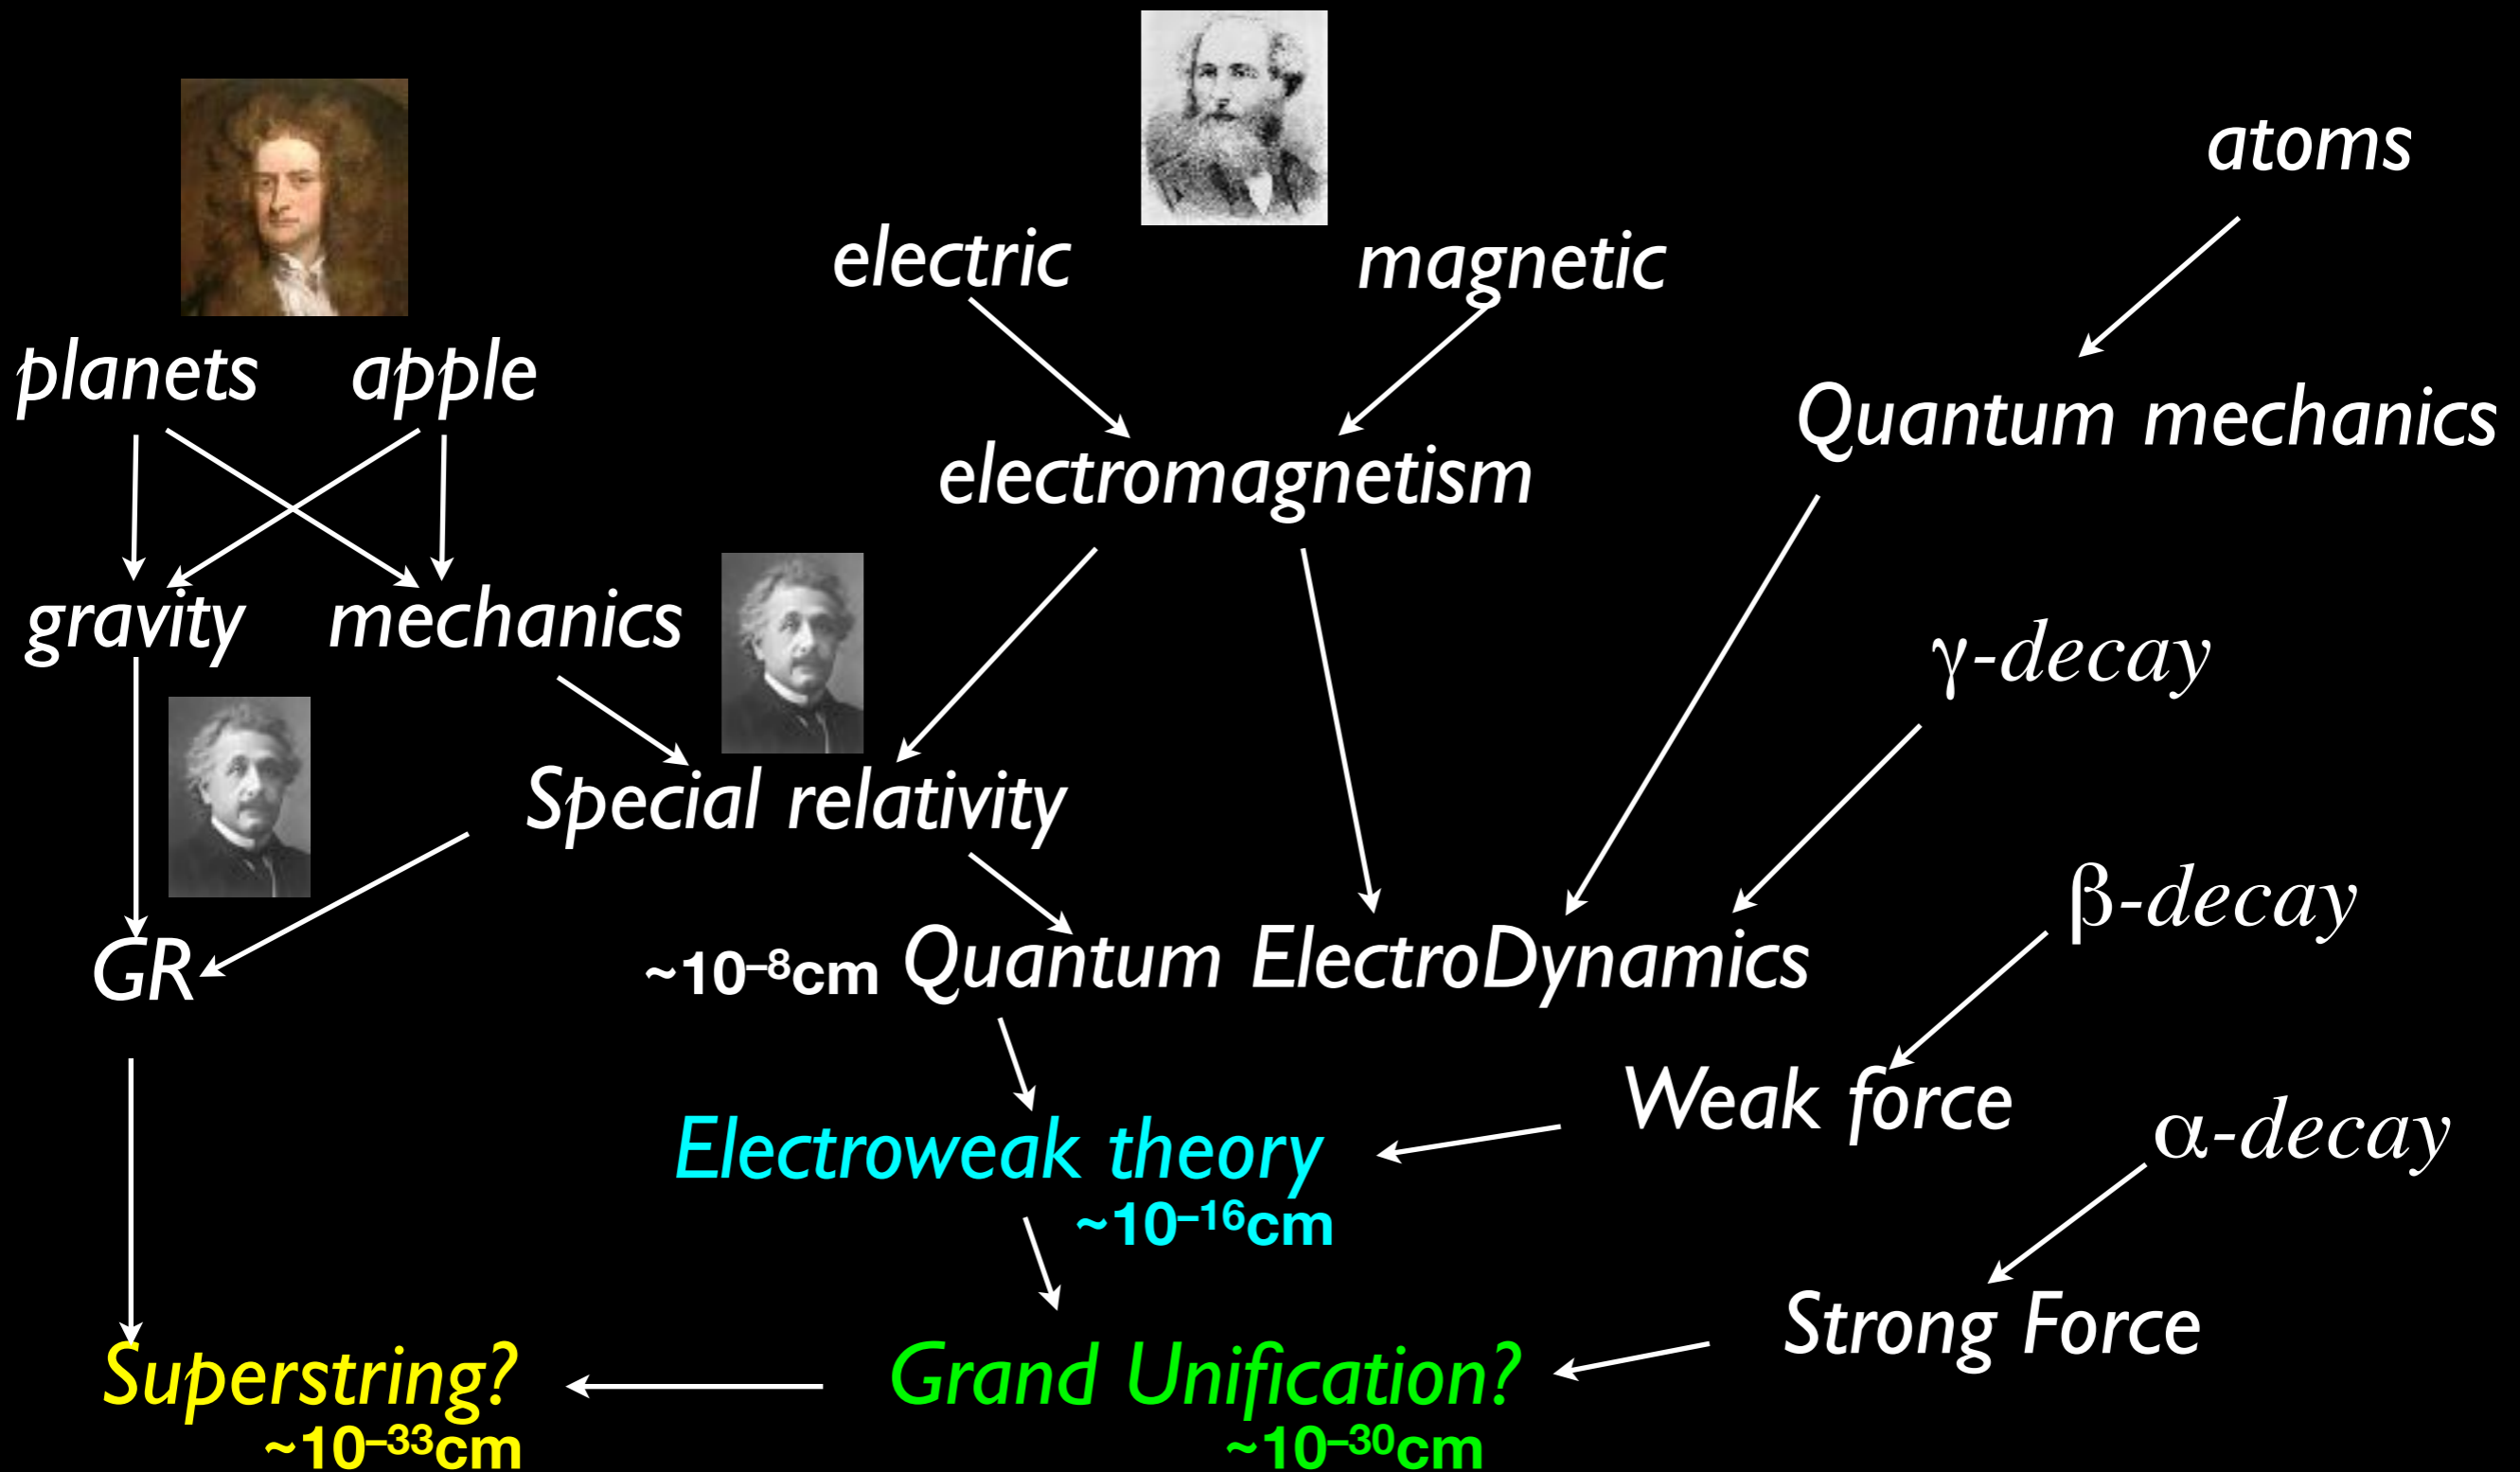 atoms
electric magnetic
planets apple
Quantum mechanics
electromagnetism
gravity mechanics
γ-decay
Special relativity
β-decay
GR
~10⁻⁸cm Quantum ElectroDynamics
Weak force
Electroweak theory
α-decay
~10⁻¹⁶cm
Strong Force
Superstring? Grand Unification?
~10⁻³³cm ~10⁻³⁰cm